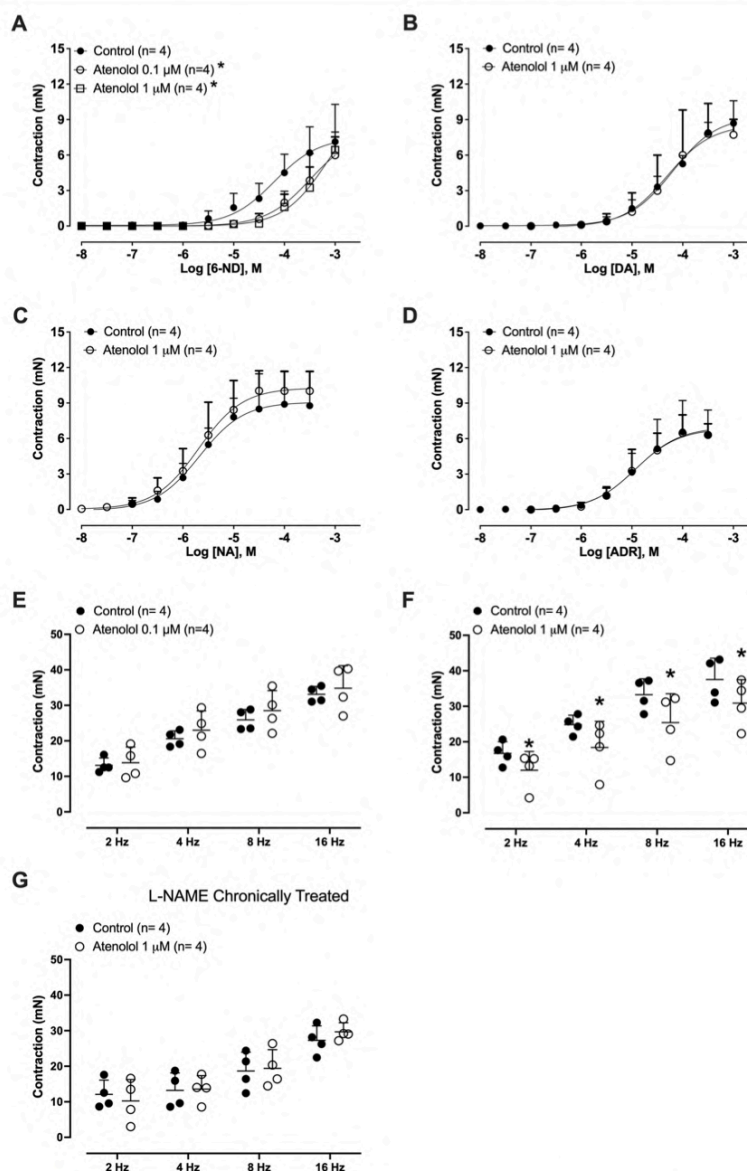 A
Control (n= 4)
Atenolol 0.1 µM (n=4) *
Atenolol 1 µM (n= 4) *
Contraction (mN)
15
12
9
6
3
0
-8 -7 -6 -5 -4 -3
Log [6-ND], M
B
Control (n= 4)
Atenolol 1 µM (n= 4)
Contraction (mN)
15
12
9
6
3
0
-8 -7 -6 -5 -4 -3
Log [DA], M
C
Control (n= 4)
Atenolol 1 µM (n= 4)
Contraction (mN)
15
12
9
6
3
0
-8 -7 -6 -5 -4 -3
Log [NA], M
D
Control (n= 4)
Atenolol 1 µM (n= 4)
Contraction (mN)
15
12
9
6
3
0
-8 -7 -6 -5 -4 -3
Log [ADR], M
E
Control (n= 4)
Atenolol 0.1 µM (n=4)
Contraction (mN)
50
40
30
20
10
0
2 Hz 4 Hz 8 Hz 16 Hz
F
Control (n= 4)
Atenolol 1 µM (n= 4)
Contraction (mN)
50
40
30
20
10
0
* * * *
2 Hz 4 Hz 8 Hz 16 Hz
G
L-NAME Chronically Treated
Control (n= 4)
Atenolol 1 µM (n= 4)
Contraction (mN)
50
40
30
20
10
0
2 Hz 4 Hz 8 Hz 16 Hz